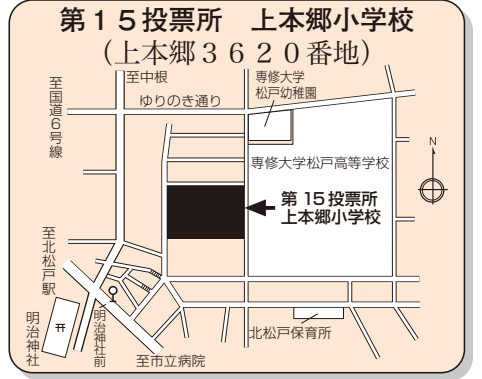 第１５投票所　上本郷小学校
（上本郷３６２０番地）
至国道６号線
至中根
ゆりのき通り
専修大学
松戸幼稚園
N
専修大学松戸高等学校
第 15投票所
上本郷小学校
至北松戸駅
明治神社
明治神社前
北松戸保育所
至市立病院